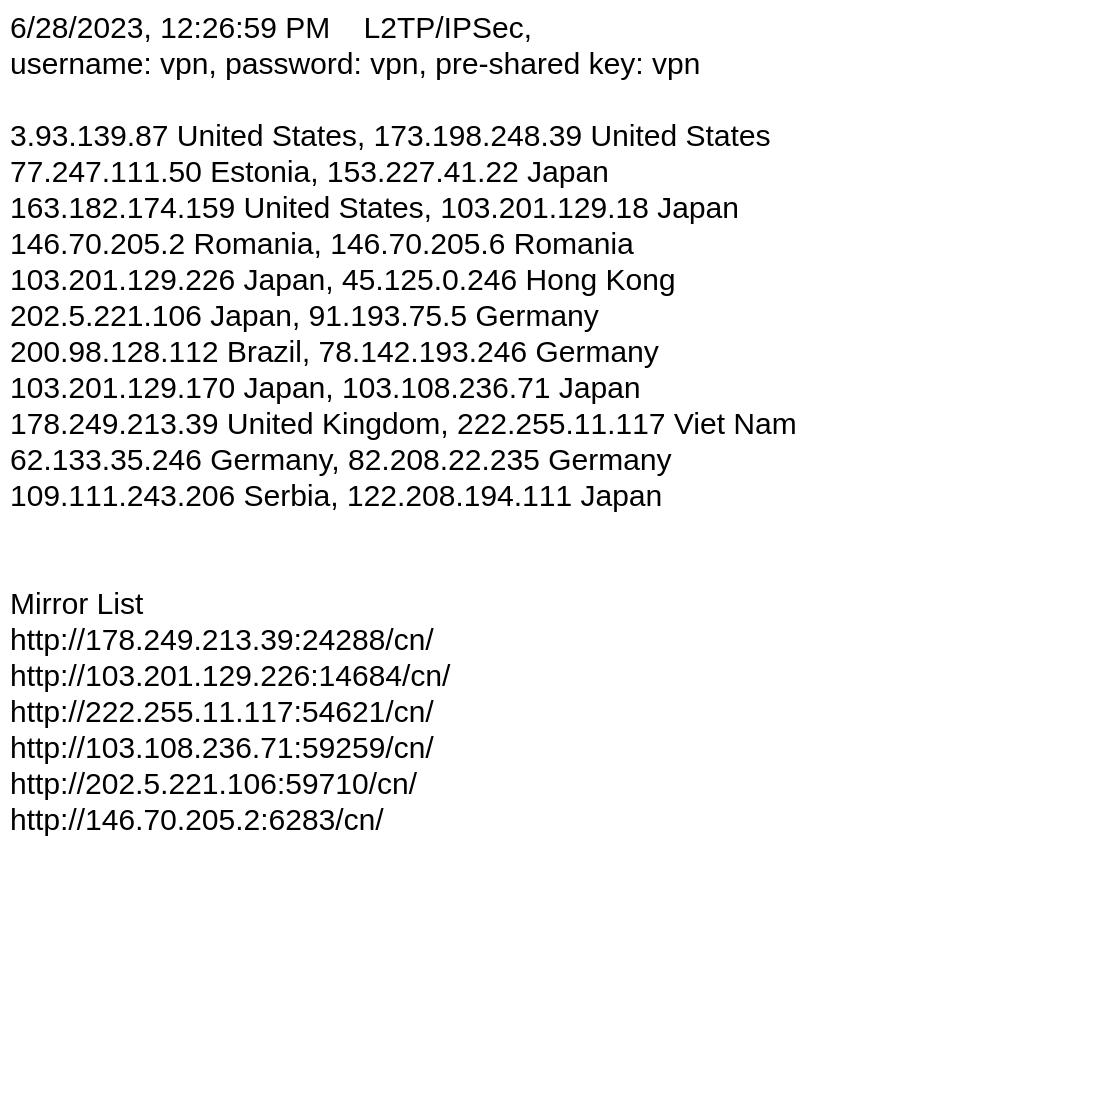 6/28/2023, 12:26:59 PM    L2TP/IPSec,
username: vpn, password: vpn, pre-shared key: vpn
3.93.139.87 United States, 173.198.248.39 United States
77.247.111.50 Estonia, 153.227.41.22 Japan
163.182.174.159 United States, 103.201.129.18 Japan
146.70.205.2 Romania, 146.70.205.6 Romania
103.201.129.226 Japan, 45.125.0.246 Hong Kong
202.5.221.106 Japan, 91.193.75.5 Germany
200.98.128.112 Brazil, 78.142.193.246 Germany
103.201.129.170 Japan, 103.108.236.71 Japan
178.249.213.39 United Kingdom, 222.255.11.117 Viet Nam
62.133.35.246 Germany, 82.208.22.235 Germany
109.111.243.206 Serbia, 122.208.194.111 Japan
Mirror List
http://178.249.213.39:24288/cn/
http://103.201.129.226:14684/cn/
http://222.255.11.117:54621/cn/
http://103.108.236.71:59259/cn/
http://202.5.221.106:59710/cn/
http://146.70.205.2:6283/cn/